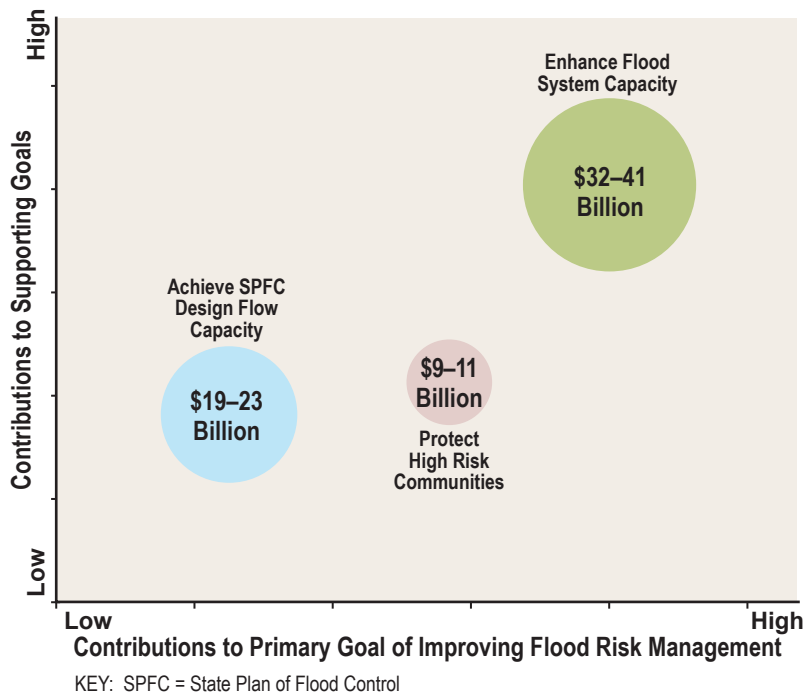 High
Contributions to Supporting Goals
Low
Enhance Flood
System Capacity
$32–41
Billion
Achieve SPFC
Design Flow
Capacity
$19–23
Billion
$9–11
Billion
Protect
High Risk
Communities
Low
High
Contributions to Primary Goal of Improving Flood Risk Management
KEY: SPFC = State Plan of Flood Control